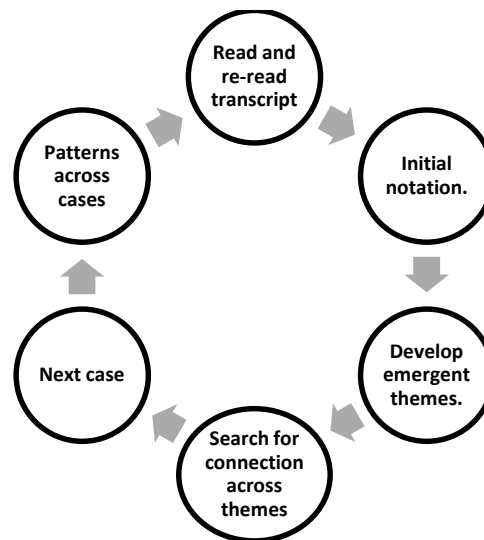 Read and
re-read
transcript
Initial
notation.
Develop
emergent
themes.
Search for
connection
across
themes
Next case
Patterns
across
cases